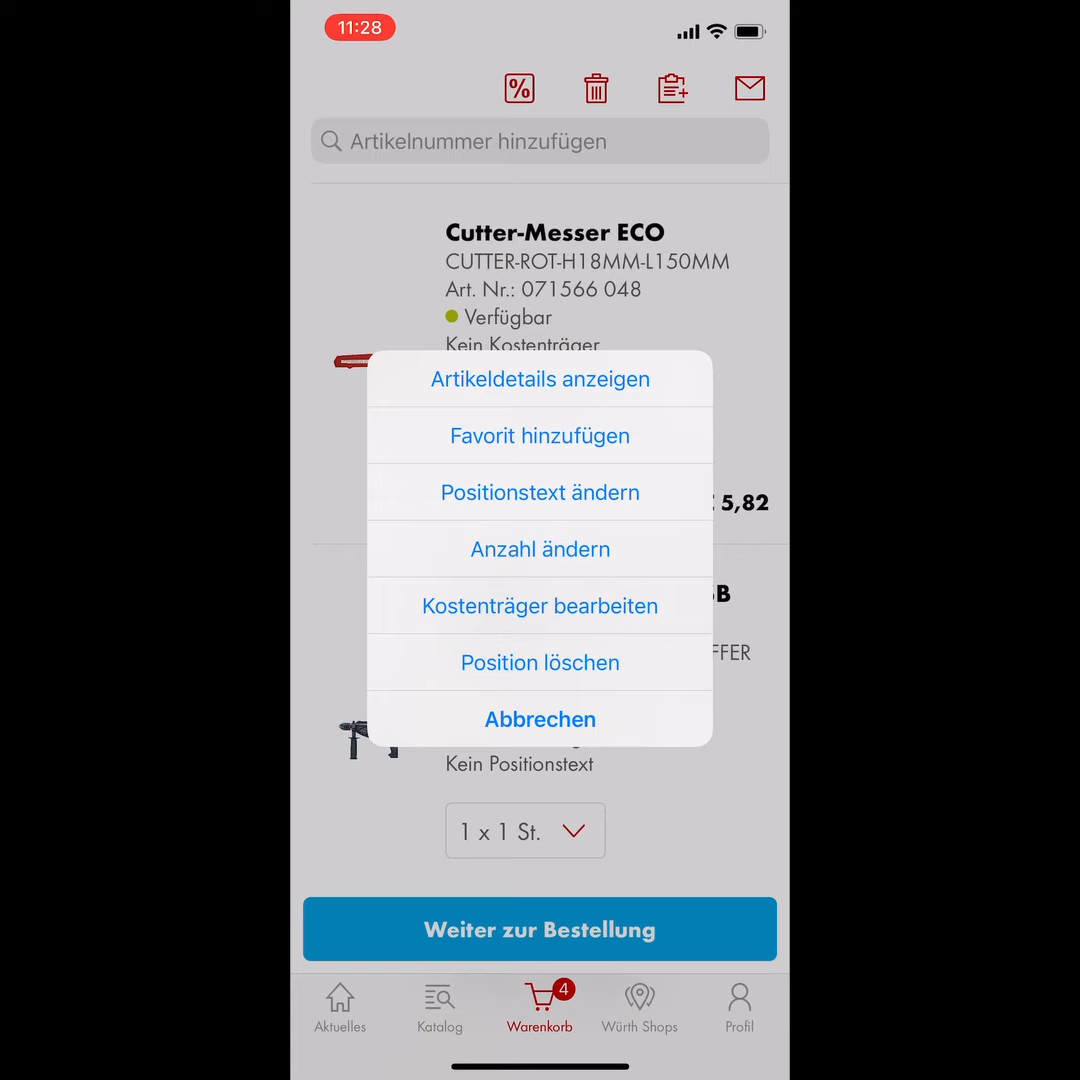 11:28
%
Artikelnummer hinzufügen
Cutter-Messer ECO
CUTTER-ROT-H18MM-L150MM
Art. Nr.: 071566 048
Verfügbar
Kein Kostenträger
Artikeldetails anzeigen
Favorit hinzufügen
Positionstext ändern
5,82
Anzahl ändern
Kostenträger bearbeiten
Position löschen
Abbrechen
Kein Positionstext
1 x 1 St.
Weiter zur Bestellung
4
Aktuelles
Katalog
Warenkorb
Würth Shops
Profil